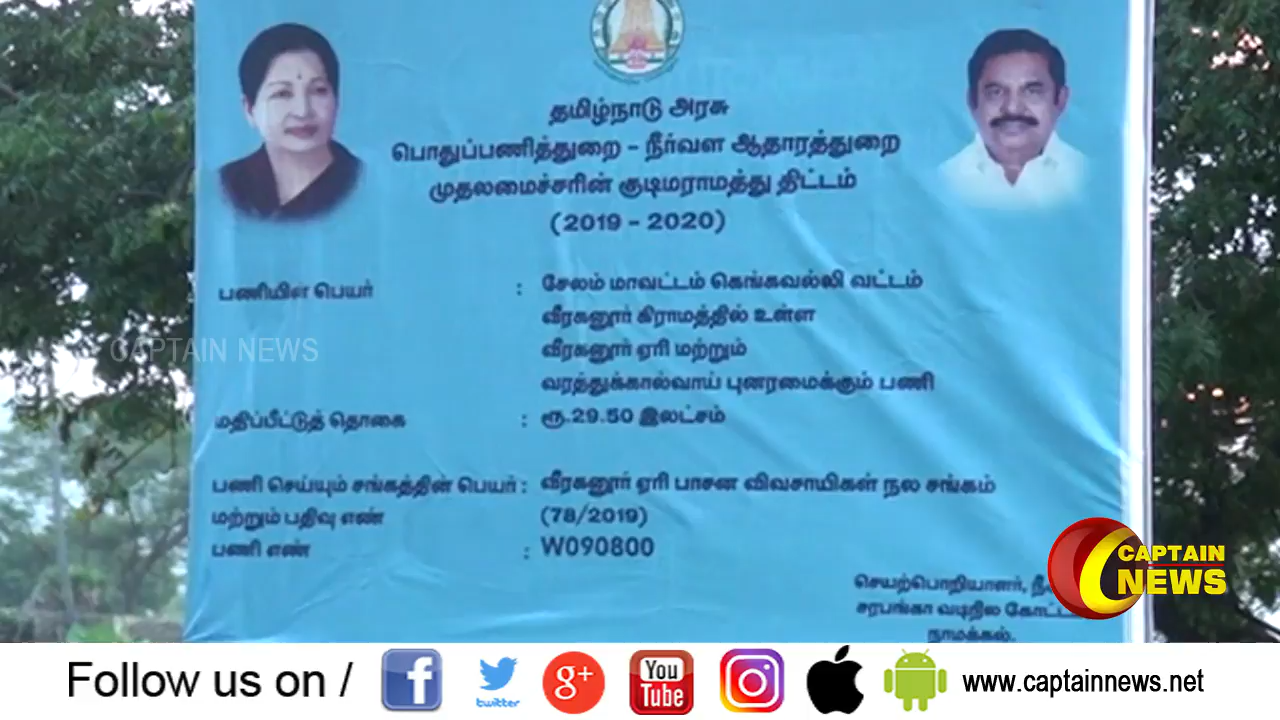 தமிழ்நாடு அரசு
பொதுப்பணித்துறை - நீர்வள ஆதாரத்துறை
முதலமைச்சரின் குடிமராமத்து திட்டம்
(2019 - 2020)
பணியின் பெயர் : சேலம் மாவட்டம் கெங்கவல்லி வட்டம்
வீரகனூர் கிராமத்தில் உள்ள
வீரகனூர் ஏரி மற்றும்
வரத்துக்கால்வாய் புனரமைக்கும் பணி
மதிப்பீட்டுத் தொகை : ரூ.29.50 இலட்சம்
பணி செய்யும் சங்கத்தின் பெயர் : வீரகனூர் ஏரி பாசன விவசாயிகள் நல சங்கம்
மற்றும் பதிவு எண் (78/2019)
பணி எண் : W090800
செயற்பொறியாளர்,
சரபங்கா வடிநில
நாமக்கல்.
CAPTAIN NEWS
CAPTAIN
NEWS
Follow us on /
twitter
g+
You
Tube
www.captainnews.net